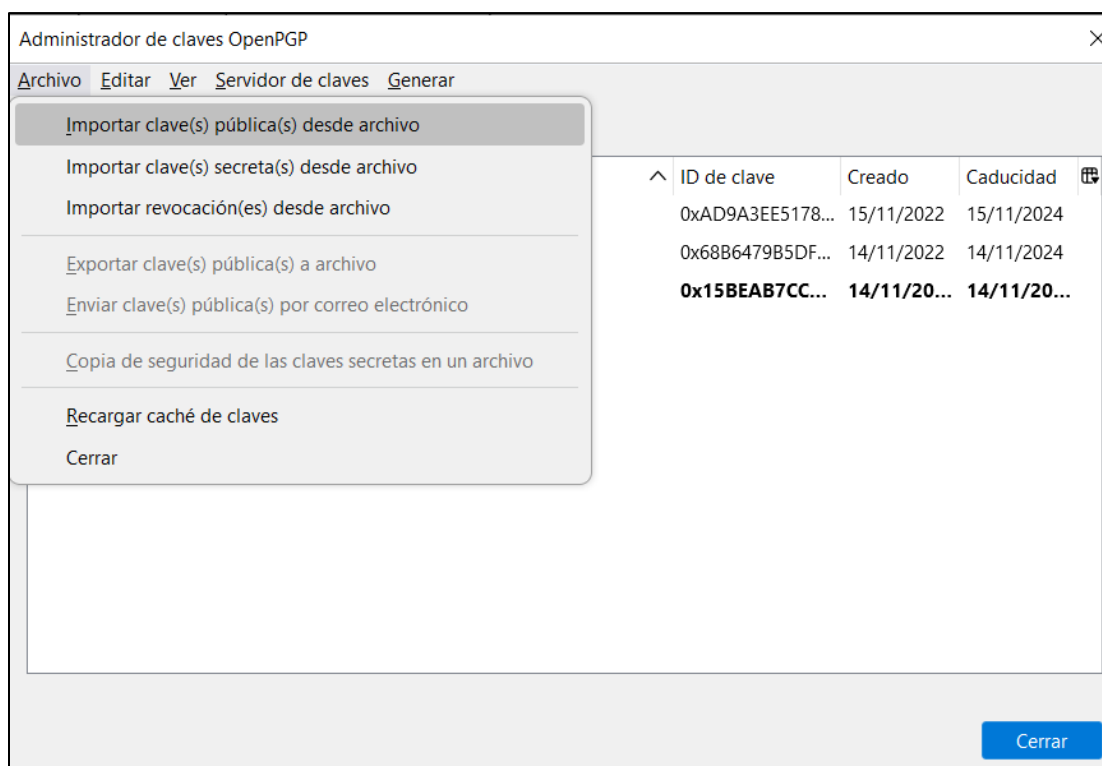 Administrador de claves OpenPGP
Archivo Editar Ver Servidor de claves Generar
Importar clave(s) pública(s) desde archivo
Importar clave(s) secreta(s) desde archivo
Importar revocación(es) desde archivo
Exportar clave(s) pública(s) a archivo
Enviar clave(s) pública(s) por correo electrónico
Copia de seguridad de las claves secretas en un archivo
Recargar caché de claves
Cerrar
ID de clave Creado Caducidad
0xAD9A3EE5178... 15/11/2022 15/11/2024
0x68B6479B5DF... 14/11/2022 14/11/2024
0x15BEAB7CC... 14/11/20... 14/11/20...
Cerrar